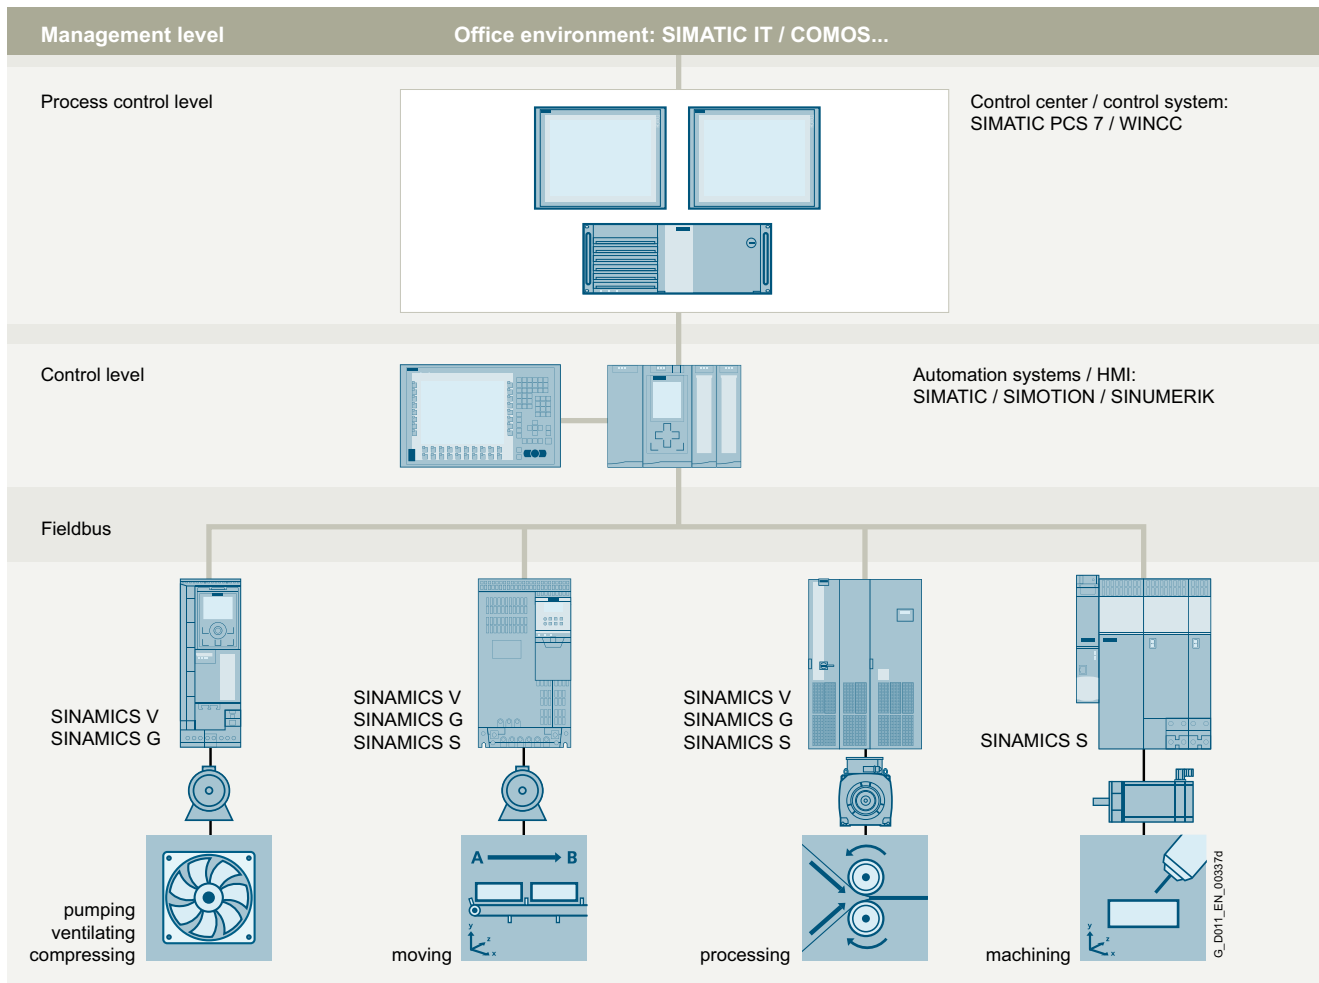 Management level
Office environment: SIMATIC IT / COMOS...
Process control level
Control center / control system:
SIMATIC PCS 7 / WINCC
Control level
Automation systems / HMI:
SIMATIC / SIMOTION / SINUMERIK
Fieldbus
SINAMICS V
SINAMICS G
SINAMICS V
SINAMICS G
SINAMICS S
SINAMICS V
SINAMICS G
SINAMICS S
SINAMICS S
pumping
ventilating
compressing
A B
y
z
x
moving
processing
y
z
x
machining
G_D011_EN_00337d